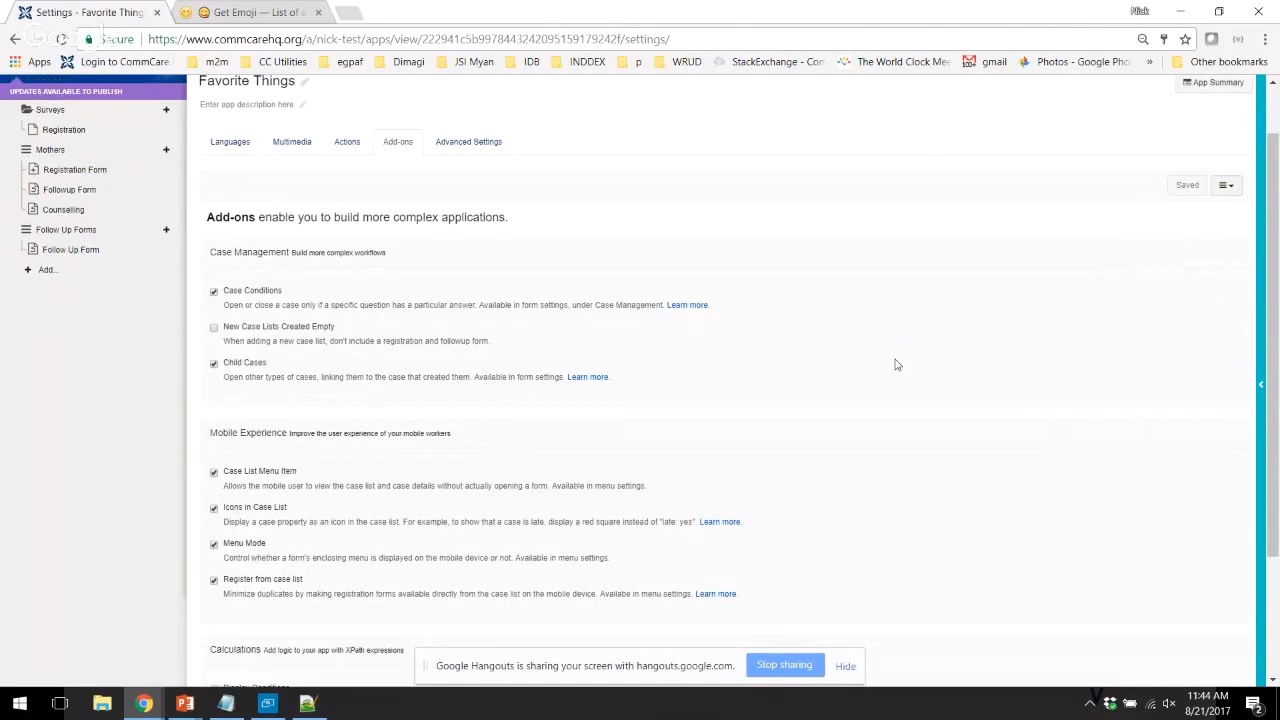 Settings - Favorite Thing
Get Emoji — List of
Nick
Secure
https://www.commcarehq.org/a/nick-test/apps/view/222941c5b9978443242095159179242f/settings/
Apps
Login to CommCare
m2m
CC Utilities
egpaf
Dimagi
JSI Myan
IDB
INDDEX
p
WRUD
StackExchange - Com
The World Clock Mee
gmail
Photos - Google Pho
»
Other bookmarks
UPDATES AVAILABLE TO PUBLISH
Surveys
Registration
Mothers
Registration Form
Followup Form
Counselling
Follow Up Forms
Follow Up Form
Add...
Favorite Things
App Summary
Enter app description here
Languages
Multimedia
Actions
Add-ons
Advanced Settings
Saved
Add-ons enable you to build more complex applications.
Case Management Build more complex workflows
Case Conditions
Open or close a case only if a specific question has a particular answer. Available in form settings, under Case Management. Learn more.
New Case Lists Created Empty
When adding a new case list, don't include a registration and followup form.
Child Cases
Open other types of cases, linking them to the case that created them. Available in form settings. Learn more.
Mobile Experience Improve the user experience of your mobile workers
Case List Menu Item
Allows the mobile user to view the case list and case details without actually opening a form. Available in menu settings.
Icons in Case List
Display a case property as an icon in the case list. For example, to show that a case is late, display a red square instead of "late: yes". Learn more.
Menu Mode
Control whether a form's enclosing menu is displayed on the mobile device or not. Available in menu settings.
Register from case list
Minimize duplicates by making registration forms available directly from the case list on the mobile device. Availabe in menu settings. Learn more.
Calculations Add logic to your app with XPath expressions
Display Conditions
Google Hangouts is sharing your screen with hangouts.google.com.
Stop sharing
Hide
11:44 AM
8/21/2017
2